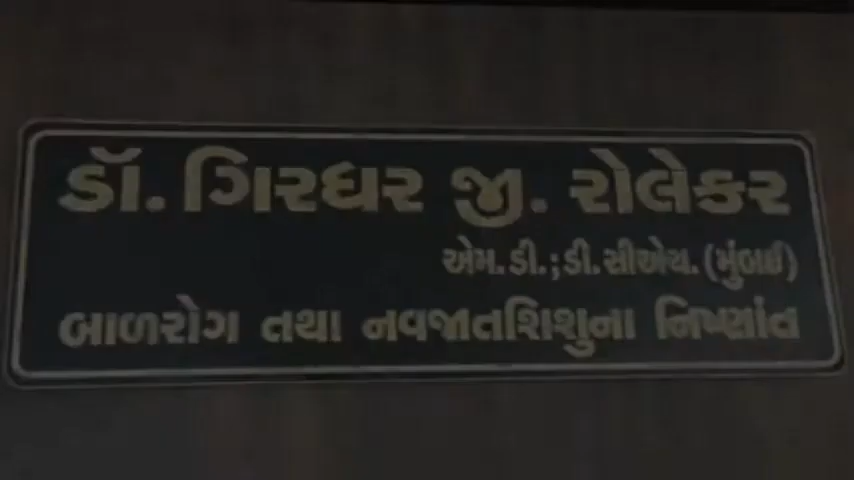 ડૉ. ગિરધર જી. રોલેકર
એમ.ડી.;ડી.સીએચ.(મુંબઈ)
બાળરોગ તથા નવજાતશિશુના નિષ્ણાંત